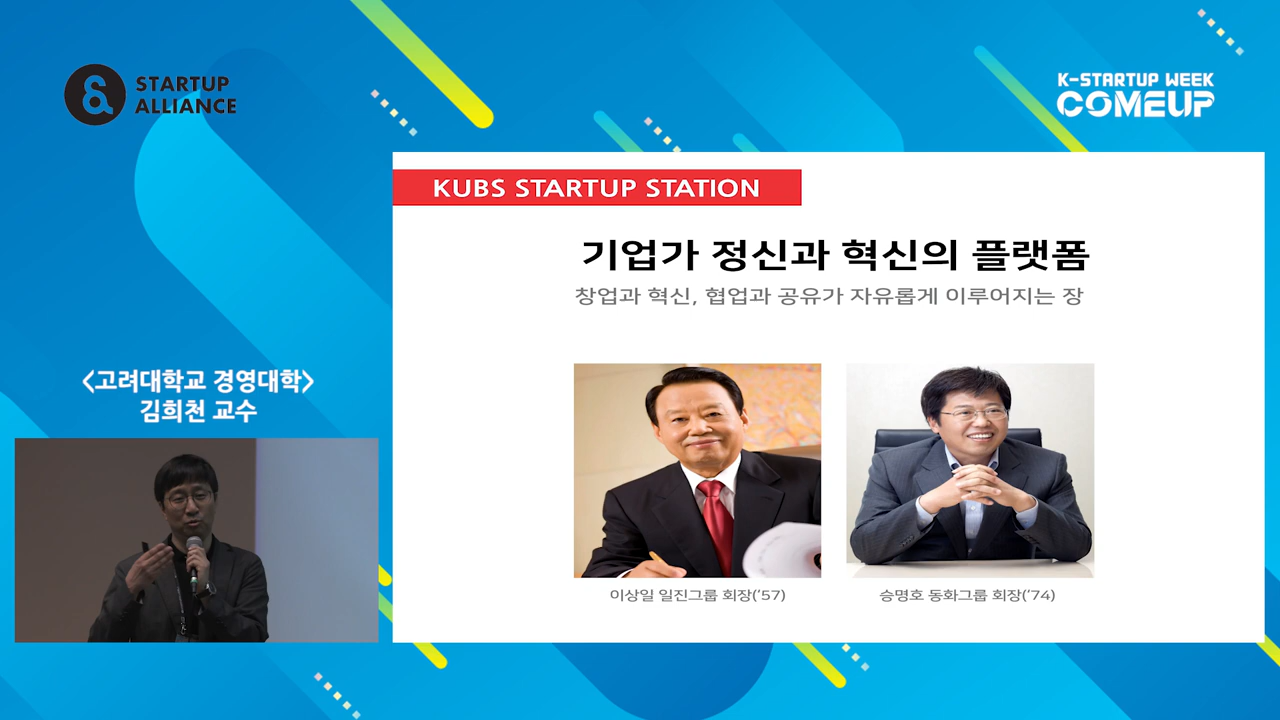 STARTUP
ALLIANCE
K-STARTUP WEEK
COMEUP
KUBS STARTUP STATION
기업가 정신과 혁신의 플랫폼
창업과 혁신, 협업과 공유가 자유롭게 이루어지는 장
<고려대학교 경영대학>
김희천 교수
이상일 일진그룹 회장('57)
승명호 동화그룹 회장('74)